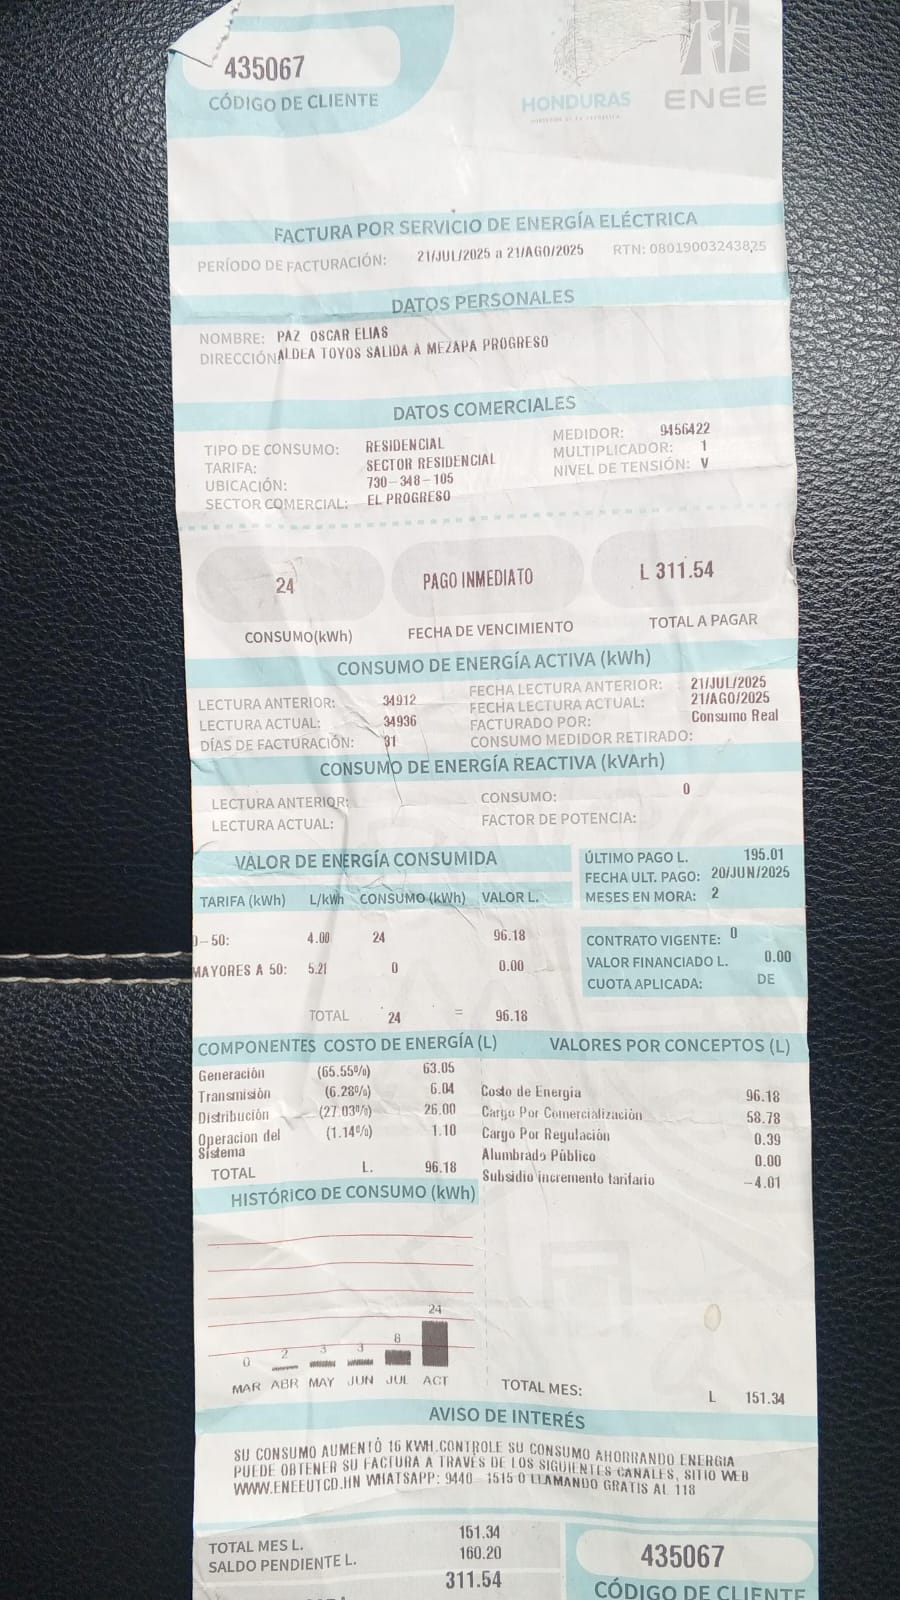 435067
CÓDIGO DE CLIENTE
HONDURAS
ENEE
FACTURA POR SERVICIO DE ENERGÍA ELÉCTRICA
PERÍODO DE FACTURACIÓN: 21/JUL/2025 a 21/AGO/2025 RTN: 08019003243825
DATOS PERSONALES
NOMBRE: PAZ OSCAR ELIAS
DIRECCIÓN ALDEA TOYOS SALIDA A MEZAPA PROGRESO
DATOS COMERCIALES
TIPO DE CONSUMO: RESIDENCIAL MEDIDOR: 9456422
TARIFA: SECTOR RESIDENCIAL MULTIPLICADOR: 1
UBICACIÓN: 730-348-105 NIVEL DE TENSIÓN: V
SECTOR COMERCIAL: EL PROGRESO
24 PAGO INMEDIATO L 311.54
CONSUMO(kWh) FECHA DE VENCIMIENTO TOTAL A PAGAR
CONSUMO DE ENERGÍA ACTIVA (kWh)
LECTURA ANTERIOR: 34912 FECHA LECTURA ANTERIOR: 21/JUL/2025
LECTURA ACTUAL: 34936 FECHA LECTURA ACTUAL: 21/AGO/2025
DÍAS DE FACTURACIÓN: 31 FACTURADO POR: Consumo Real
CONSUMO MEDIDOR RETIRADO:
CONSUMO DE ENERGÍA REACTIVA (kVArh)
LECTURA ANTERIOR: CONSUMO: 0
LECTURA ACTUAL: FACTOR DE POTENCIA:
VALOR DE ENERGÍA CONSUMIDA
TARIFA (kWh) L/kWh CONSUMO (kWh) VALOR L.
0-50: 4.00 24 96.18
MAYORES A 50: 5.21 0 0.00
TOTAL 24 = 96.18
ÚLTIMO PAGO L. 195.01
FECHA ULT. PAGO: 20/JUN/2025
MESES EN MORA: 2
CONTRATO VIGENTE: 0
VALOR FINANCIADO L. 0.00
CUOTA APLICADA: DE
COMPONENTES COSTO DE ENERGÍA (L)
Generación (65.55%) 63.05
Transmisión (6.28%) 6.04
Distribución (27.03%) 26.00
Operacion del Sistema (1.14%) 1.10
TOTAL L. 96.18
VALORES POR CONCEPTOS (L)
Costo de Energía 96.18
Cargo Por Comercialización 58.78
Cargo Por Regulación 0.39
Alumbrado Público 0.00
Subsidio incremento tarifario -4.01
HISTÓRICO DE CONSUMO (kWh)
0 2 3 3 8 24
MAR ABR MAY JUN JUL ACT
TOTAL MES: L 151.34
AVISO DE INTERÉS
SU CONSUMO AUMENTÓ 16 KWH.CONTROLE SU CONSUMO AHORRANDO ENERGIA
PUEDE OBTENER SU FACTURA A TRAVÉS DE LOS SIGUIENTES CANALES, SITIO WEB
WWW.ENEEUTCD.HN WHATSAPP: 9440-1515 O LLAMANDO GRATIS AL 118
TOTAL MES L. 151.34
SALDO PENDIENTE L. 160.20
311.54
435067
CÓDIGO DE CLIENTE